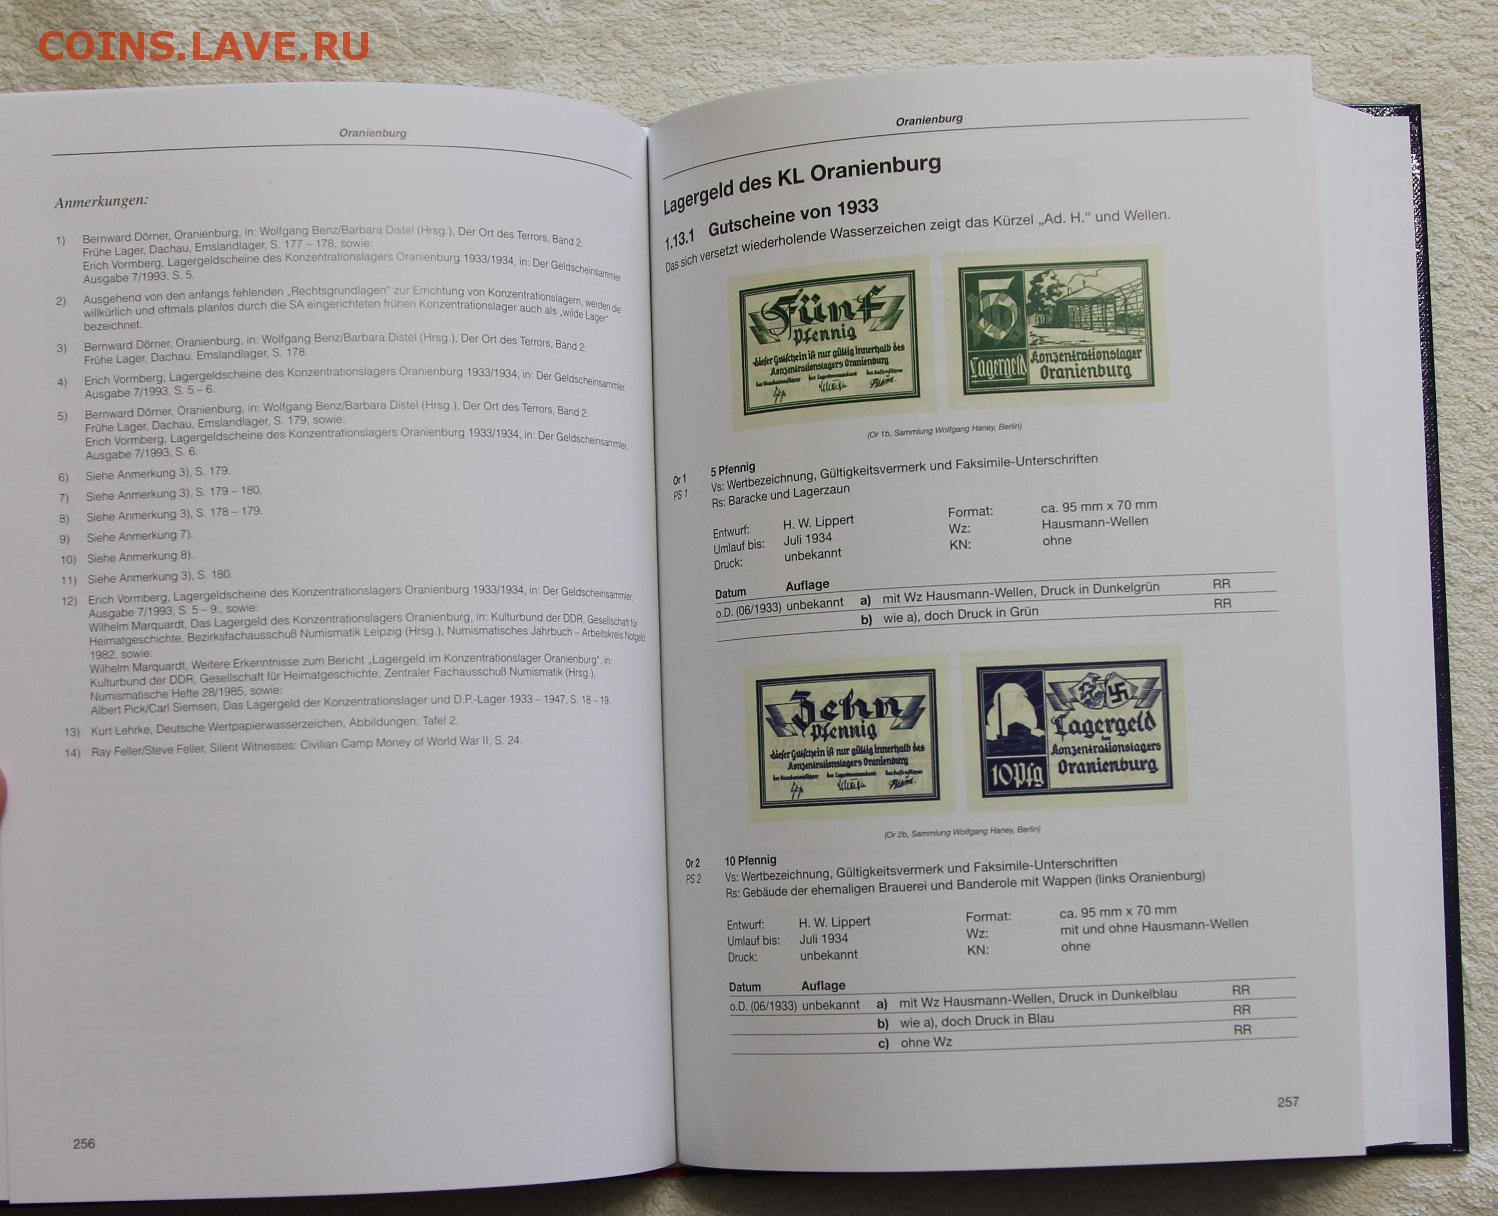 COINS.LAVE.RU
Oranienburg
Anmerkungen:
1) Bernward Dörner, Oranienburg, in: Wolfgang Benz/Barbara Distel (Hrsg.), Der Ort des Terrors, Band 2:
Frühe Lager, Dachau, Emslandlager, S. 177 – 178, sowie:
Erich Vormberg, Lagergeldscheine des Konzentrationslagers Oranienburg 1933/1934, in: Der Geldscheinsammler,
Ausgabe 7/1993, S. 5.
2) Ausgehend von den anfangs fehlenden „Rechtsgrundlagen“ zur Errichtung von Konzentrationslagern, werden die
willkürlich und oftmals planlos durch die SA eingerichteten frühen Konzentrationslager auch als „wilde Lager“
bezeichnet.
3) Bernward Dörner, Oranienburg, in: Wolfgang Benz/Barbara Distel (Hrsg.), Der Ort des Terrors, Band 2:
Frühe Lager, Dachau, Emslandlager, S. 178.
4) Erich Vormberg, Lagergeldscheine des Konzentrationslagers Oranienburg 1933/1934, in: Der Geldscheinsammler,
Ausgabe 7/1993, S. 5 – 6.
5) Bernward Dörner, Oranienburg, in: Wolfgang Benz/Barbara Distel (Hrsg.), Der Ort des Terrors, Band 2:
Frühe Lager, Dachau, Emslandlager, S. 179, sowie:
Erich Vormberg, Lagergeldscheine des Konzentrationslagers Oranienburg 1933/1934, in: Der Geldscheinsammler,
Ausgabe 7/1993, S. 6.
6) Siehe Anmerkung 3), S. 179.
7) Siehe Anmerkung 3), S. 179 – 180.
8) Siehe Anmerkung 3), S. 178 – 179.
9) Siehe Anmerkung 7).
10) Siehe Anmerkung 8).
11) Siehe Anmerkung 3), S. 180.
12) Erich Vormberg, Lagergeldscheine des Konzentrationslagers Oranienburg 1933/1934, in: Der Geldscheinsammler,
Ausgabe 7/1993, S. 5 – 9., sowie:
Wilhelm Marquardt, Das Lagergeld des Konzentrationslagers Oranienburg, in: Kulturbund der DDR, Gesellschaft für
Heimatgeschichte, Bezirksfachausschuß Numismatik Leipzig (Hrsg.), Numismatisches Jahrbuch – Arbeitskreis Notgeld
1982, sowie:
Wilhelm Marquardt, Weitere Erkenntnisse zum Bericht „Lagergeld im Konzentrationslager Oranienburg“, in:
Kulturbund der DDR, Gesellschaft für Heimatgeschichte, Zentraler Fachausschuß Numismatik (Hrsg.),
Numismatische Hefte 28/1985, sowie:
Albert Pick/Carl Siemsen, Das Lagergeld der Konzentrationslager und D.P.-Lager 1933 – 1947, S. 18 – 19.
13) Kurt Lehrke, Deutsche Wertpapierwasserzeichen, Abbildungen, Tafel 2.
14) Ray Feller/Steve Feller, Silent Witnesses: Civilian Camp Money of World War II, S. 24.
256
Oranienburg
Lagergeld des KL Oranienburg
1.13.1 Gutscheine von 1933
Das sich versetzt wiederholende Wasserzeichen zeigt das Kürzel „Ad. H.“ und Wellen.
Fünf
Pfennig
dieser Gutschein ist nur gültig innerhalb des
Konzentrationslagers Oranienburg
der Standartenführer der Lagerkommandant der Kassenführer
5
Lagergeld
Konzentrationslager
Oranienburg
(Or 1b, Sammlung Wolfgang Haney, Berlin)
Or 1 5 Pfennig
PS 1 Vs: Wertbezeichnung, Gültigkeitsvermerk und Faksimile-Unterschriften
Rs: Baracke und Lagerzaun
Entwurf: H. W. Lippert Format: ca. 95 mm x 70 mm
Umlauf bis: Juli 1934 Wz: Hausmann-Wellen
Druck: unbekannt KN: ohne
Datum Auflage
o.D. (06/1933) unbekannt a) mit Wz Hausmann-Wellen, Druck in Dunkelgrün RR
b) wie a), doch Druck in Grün RR
Zehn
Pfennig
dieser Gutschein ist nur gültig innerhalb des
Konzentrationslagers Oranienburg
der Standartenführer der Lagerkommandant
10 Pfg
Lagergeld
des
Konzentrationslagers
Oranienburg
(Or 2b, Sammlung Wolfgang Haney, Berlin)
Or 2 10 Pfennig
PS 2 Vs: Wertbezeichnung, Gültigkeitsvermerk und Faksimile-Unterschriften
Rs: Gebäude der ehemaligen Brauerei und Banderole mit Wappen (links Oranienburg)
Entwurf: H. W. Lippert Format: ca. 95 mm x 70 mm
Umlauf bis: Juli 1934 Wz: mit und ohne Hausmann-Wellen
Druck: unbekannt KN: ohne
Datum Auflage
o.D. (06/1933) unbekannt a) mit Wz Hausmann-Wellen, Druck in Dunkelblau RR
b) wie a), doch Druck in Blau RR
c) ohne Wz RR
257